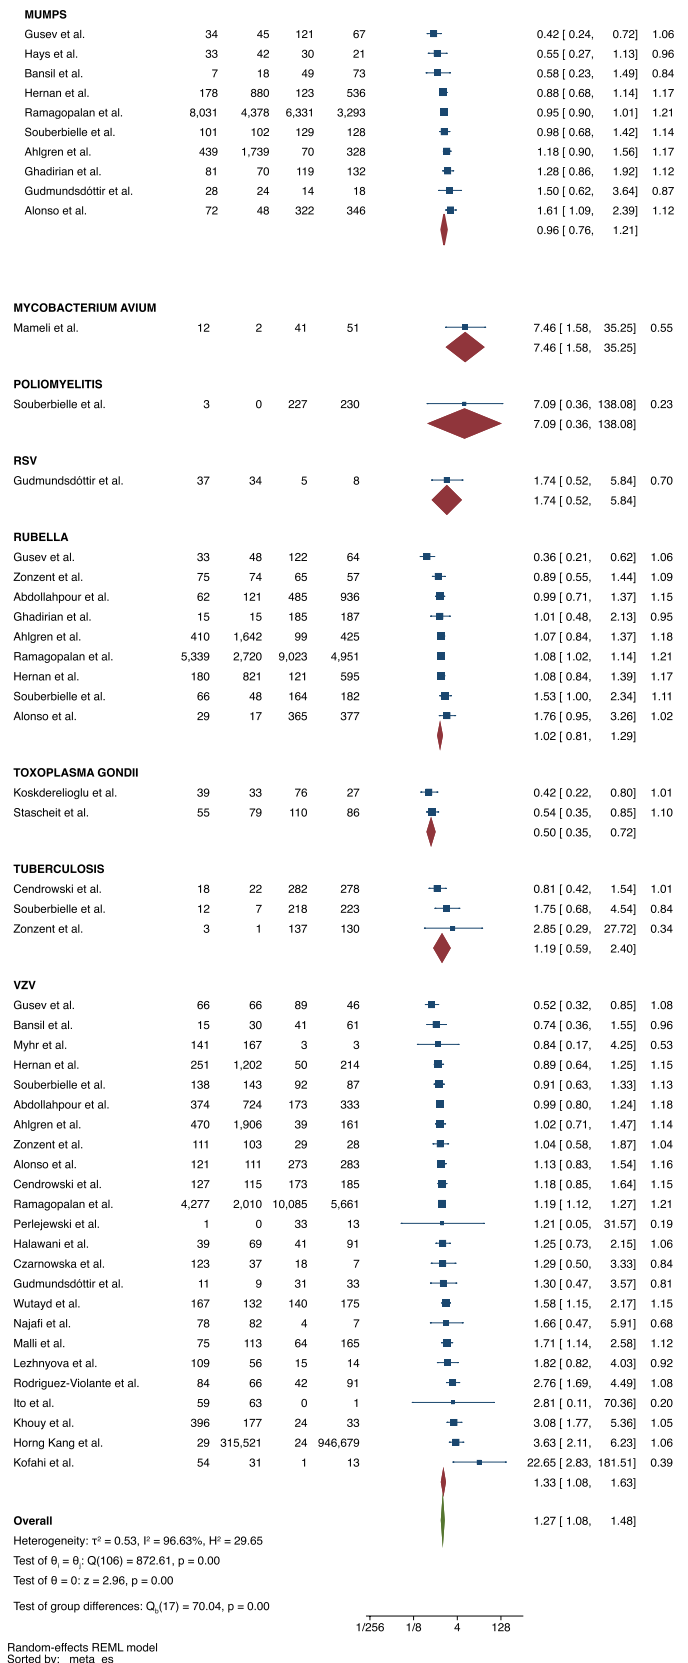 MUMPS
Gusev et al. 34 45 121 67 0.42 [ 0.24, 0.72] 1.06
Hays et al. 33 42 30 21 0.55 [ 0.27, 1.13] 0.96
Bansil et al. 7 18 49 73 0.58 [ 0.23, 1.49] 0.84
Hernan et al. 178 880 123 536 0.88 [ 0.68, 1.14] 1.17
Ramagopalan et al. 8,031 4,378 6,331 3,293 0.95 [ 0.90, 1.01] 1.21
Souberbielle et al. 101 102 129 128 0.98 [ 0.68, 1.42] 1.14
Ahlgren et al. 439 1,739 70 328 1.18 [ 0.90, 1.56] 1.17
Ghadirian et al. 81 70 119 132 1.28 [ 0.86, 1.92] 1.12
Gudmundsdóttir et al. 28 24 14 18 1.50 [ 0.62, 3.64] 0.87
Alonso et al. 72 48 322 346 1.61 [ 1.09, 2.39] 1.12
0.96 [ 0.76, 1.21]
MYCOBACTERIUM AVIUM
Mameli et al. 12 2 41 51 7.46 [ 1.58, 35.25] 0.55
7.46 [ 1.58, 35.25]
POLIOMYELITIS
Souberbielle et al. 3 0 227 230 7.09 [ 0.36, 138.08] 0.23
7.09 [ 0.36, 138.08]
RSV
Gudmundsdóttir et al. 37 34 5 8 1.74 [ 0.52, 5.84] 0.70
1.74 [ 0.52, 5.84]
RUBELLA
Gusev et al. 33 48 122 64 0.36 [ 0.21, 0.62] 1.06
Zonzent et al. 75 74 65 57 0.89 [ 0.55, 1.44] 1.09
Abdollahpour et al. 62 121 485 936 0.99 [ 0.71, 1.37] 1.15
Ghadirian et al. 15 15 185 187 1.01 [ 0.48, 2.13] 0.95
Ahlgren et al. 410 1,642 99 425 1.07 [ 0.84, 1.37] 1.18
Ramagopalan et al. 5,339 2,720 9,023 4,951 1.08 [ 1.02, 1.14] 1.21
Hernan et al. 180 821 121 595 1.08 [ 0.84, 1.39] 1.17
Souberbielle et al. 66 48 164 182 1.53 [ 1.00, 2.34] 1.11
Alonso et al. 29 17 365 377 1.76 [ 0.95, 3.26] 1.02
1.02 [ 0.81, 1.29]
TOXOPLASMA GONDII
Koskderelioglu et al. 39 33 76 27 0.42 [ 0.22, 0.80] 1.01
Stascheit et al. 55 79 110 86 0.54 [ 0.35, 0.85] 1.10
0.50 [ 0.35, 0.72]
TUBERCULOSIS
Cendrowski et al. 18 22 282 278 0.81 [ 0.42, 1.54] 1.01
Souberbielle et al. 12 7 218 223 1.75 [ 0.68, 4.54] 0.84
Zonzent et al. 3 1 137 130 2.85 [ 0.29, 27.72] 0.34
1.19 [ 0.59, 2.40]
VZV
Gusev et al. 66 66 89 46 0.52 [ 0.32, 0.85] 1.08
Bansil et al. 15 30 41 61 0.74 [ 0.36, 1.55] 0.96
Myhr et al. 141 167 3 3 0.84 [ 0.17, 4.25] 0.53
Hernan et al. 251 1,202 50 214 0.89 [ 0.64, 1.25] 1.15
Souberbielle et al. 138 143 92 87 0.91 [ 0.63, 1.33] 1.13
Abdollahpour et al. 374 724 173 333 0.99 [ 0.80, 1.24] 1.18
Ahlgren et al. 470 1,906 39 161 1.02 [ 0.71, 1.47] 1.14
Zonzent et al. 111 103 29 28 1.04 [ 0.58, 1.87] 1.04
Alonso et al. 121 111 273 283 1.13 [ 0.83, 1.54] 1.16
Cendrowski et al. 127 115 173 185 1.18 [ 0.85, 1.64] 1.15
Ramagopalan et al. 4,277 2,010 10,085 5,661 1.19 [ 1.12, 1.27] 1.21
Perlejewski et al. 1 0 33 13 1.21 [ 0.05, 31.57] 0.19
Halawani et al. 39 69 41 91 1.25 [ 0.73, 2.15] 1.06
Czarnowska et al. 123 37 18 7 1.29 [ 0.50, 3.33] 0.84
Gudmundsdóttir et al. 11 9 31 33 1.30 [ 0.47, 3.57] 0.81
Wutayd et al. 167 132 140 175 1.58 [ 1.15, 2.17] 1.15
Najafi et al. 78 82 4 7 1.66 [ 0.47, 5.91] 0.68
Malli et al. 75 113 64 165 1.71 [ 1.14, 2.58] 1.12
Lezhnyova et al. 109 56 15 14 1.82 [ 0.82, 4.03] 0.92
Rodriguez-Violante et al. 84 66 42 91 2.76 [ 1.69, 4.49] 1.08
Ito et al. 59 63 0 1 2.81 [ 0.11, 70.36] 0.20
Khouy et al. 396 177 24 33 3.08 [ 1.77, 5.36] 1.05
Horng Kang et al. 29 315,521 24 946,679 3.63 [ 2.11, 6.23] 1.06
Kofahi et al. 54 31 1 13 22.65 [ 2.83, 181.51] 0.39
1.33 [ 1.08, 1.63]
Overall 1.27 [ 1.08, 1.48]
Heterogeneity: τ² = 0.53, I² = 96.63%, H² = 29.65
Test of θᵢ = θⱼ: Q(106) = 872.61, p = 0.00
Test of θ = 0: z = 2.96, p = 0.00
Test of group differences: Q_b(17) = 70.04, p = 0.00
1/256 1/8 4 128
Random-effects REML model
Sorted by: _meta_es